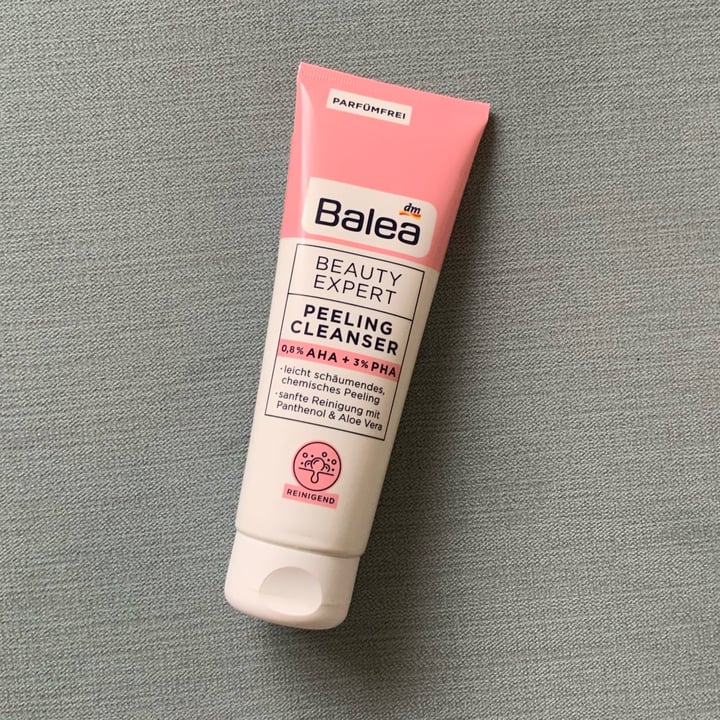 PARFÜMFREI
dm
Balea
BEAUTY
EXPERT
PEELING
CLEANSER
0,8% AHA + 3% PHA
· leicht schäumendes,
chemisches Peeling
· sanfte Reinigung mit
Panthenol & Aloe Vera
REINIGEND